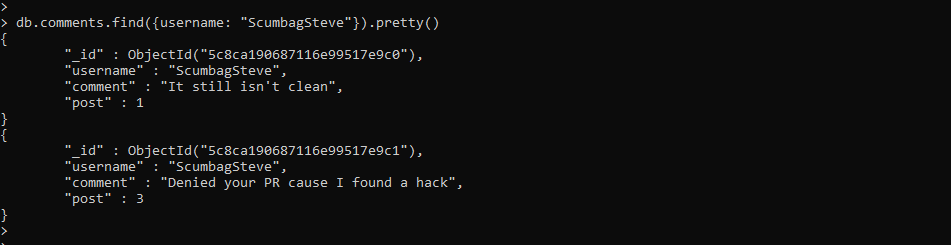 >
> db.comments.find({username: "ScumbagSteve"}).pretty()
{
        "_id" : ObjectId("5c8ca190687116e99517e9c0"),
        "username" : "ScumbagSteve",
        "comment" : "It still isn't clean",
        "post" : 1
}
{
        "_id" : ObjectId("5c8ca190687116e99517e9c1"),
        "username" : "ScumbagSteve",
        "comment" : "Denied your PR cause I found a hack",
        "post" : 3
}
>